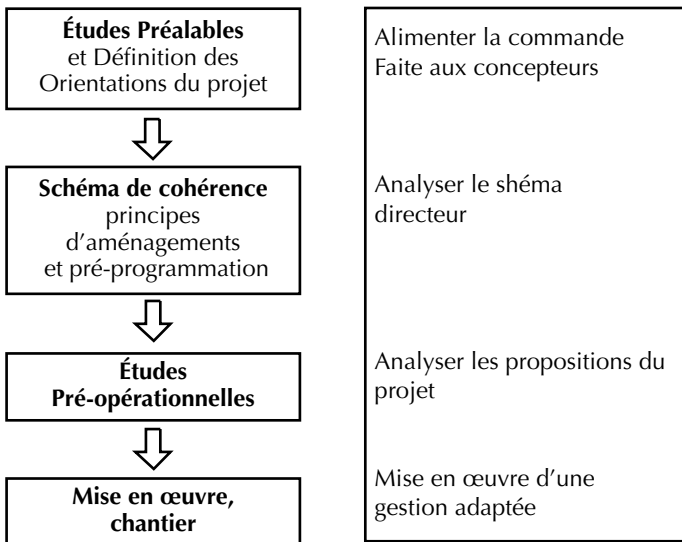 Études Préalables
et Définition des
Orientations du projet
Alimenter la commande
Faite aux concepteurs
Schéma de cohérence
principes
d’aménagements
et pré-programmation
Analyser le shéma
directeur
Études
Pré-opérationnelles
Analyser les propositions du
projet
Mise en œuvre,
chantier
Mise en œuvre d’une
gestion adaptée